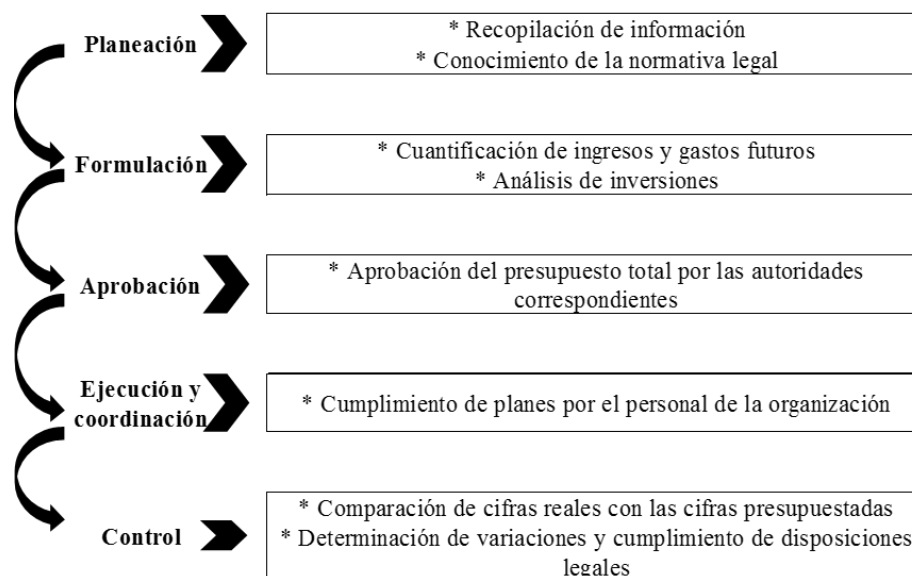 Planeación
* Recopilación de información
* Conocimiento de la normativa legal
Formulación
* Cuantificación de ingresos y gastos futuros
* Análisis de inversiones
Aprobación
* Aprobación del presupuesto total por las autoridades
correspondientes
Ejecución y
coordinación
* Cumplimiento de planes por el personal de la organización
Control
* Comparación de cifras reales con las cifras presupuestadas
* Determinación de variaciones y cumplimiento de disposiciones
legales